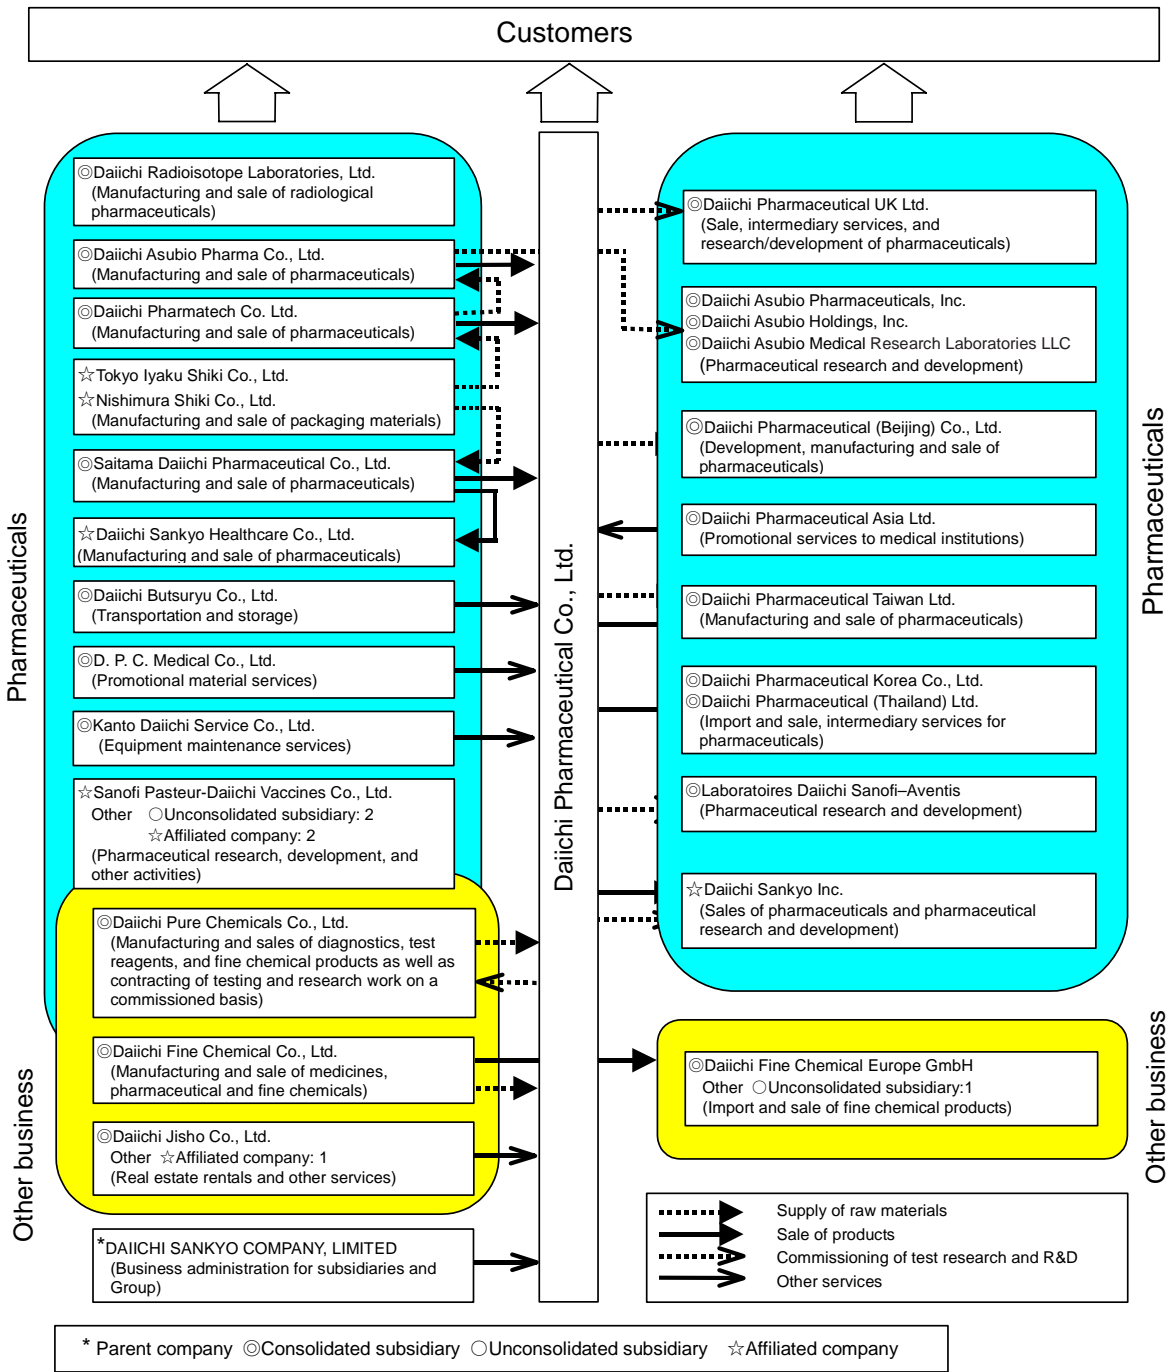 Customers
Pharmaceuticals
◎Daiichi Radioisotope Laboratories, Ltd.
(Manufacturing and sale of radiological
pharmaceuticals)
◎Daiichi Asubio Pharma Co., Ltd.
(Manufacturing and sale of pharmaceuticals)
◎Daiichi Pharmatech Co. Ltd.
(Manufacturing and sale of pharmaceuticals)
☆Tokyo Iyaku Shiki Co., Ltd.
☆Nishimura Shiki Co., Ltd.
(Manufacturing and sale of packaging materials)
◎Saitama Daiichi Pharmaceutical Co., Ltd.
(Manufacturing and sale of pharmaceuticals)
☆Daiichi Sankyo Healthcare Co., Ltd.
(Manufacturing and sale of pharmaceuticals)
◎Daiichi Butsuryu Co., Ltd.
(Transportation and storage)
◎D. P. C. Medical Co., Ltd.
(Promotional material services)
◎Kanto Daiichi Service Co., Ltd.
(Equipment maintenance services)
☆Sanofi Pasteur-Daiichi Vaccines Co., Ltd.
Other ○Unconsolidated subsidiary: 2
☆Affiliated company: 2
(Pharmaceutical research, development, and
other activities)
Other business
◎Daiichi Pure Chemicals Co., Ltd.
(Manufacturing and sales of diagnostics, test
reagents, and fine chemical products as well as
contracting of testing and research work on a
commissioned basis)
◎Daiichi Fine Chemical Co., Ltd.
(Manufacturing and sale of medicines,
pharmaceutical and fine chemicals)
◎Daiichi Jisho Co., Ltd.
Other ☆Affiliated company: 1
(Real estate rentals and other services)
*DAIICHI SANKYO COMPANY, LIMITED
(Business administration for subsidiaries and
Group)
Daiichi Pharmaceutical Co., Ltd.
◎Daiichi Pharmaceutical UK Ltd.
(Sale, intermediary services, and
research/development of pharmaceuticals)
◎Daiichi Asubio Pharmaceuticals, Inc.
◎Daiichi Asubio Holdings, Inc.
◎Daiichi Asubio Medical Research Laboratories LLC
(Pharmaceutical research and development)
◎Daiichi Pharmaceutical (Beijing) Co., Ltd.
(Development, manufacturing and sale of
pharmaceuticals)
◎Daiichi Pharmaceutical Asia Ltd.
(Promotional services to medical institutions)
◎Daiichi Pharmaceutical Taiwan Ltd.
(Manufacturing and sale of pharmaceuticals)
◎Daiichi Pharmaceutical Korea Co., Ltd.
◎Daiichi Pharmaceutical (Thailand) Ltd.
(Import and sale, intermediary services for
pharmaceuticals)
◎Laboratoires Daiichi Sanofi–Aventis
(Pharmaceutical research and development)
☆Daiichi Sankyo Inc.
(Sales of pharmaceuticals and pharmaceutical
research and development)
Pharmaceuticals
◎Daiichi Fine Chemical Europe GmbH
Other ○Unconsolidated subsidiary:1
(Import and sale of fine chemical products)
Other business
Supply of raw materials
Sale of products
Commissioning of test research and R&D
Other services
* Parent company ◎Consolidated subsidiary ○Unconsolidated subsidiary ☆Affiliated company